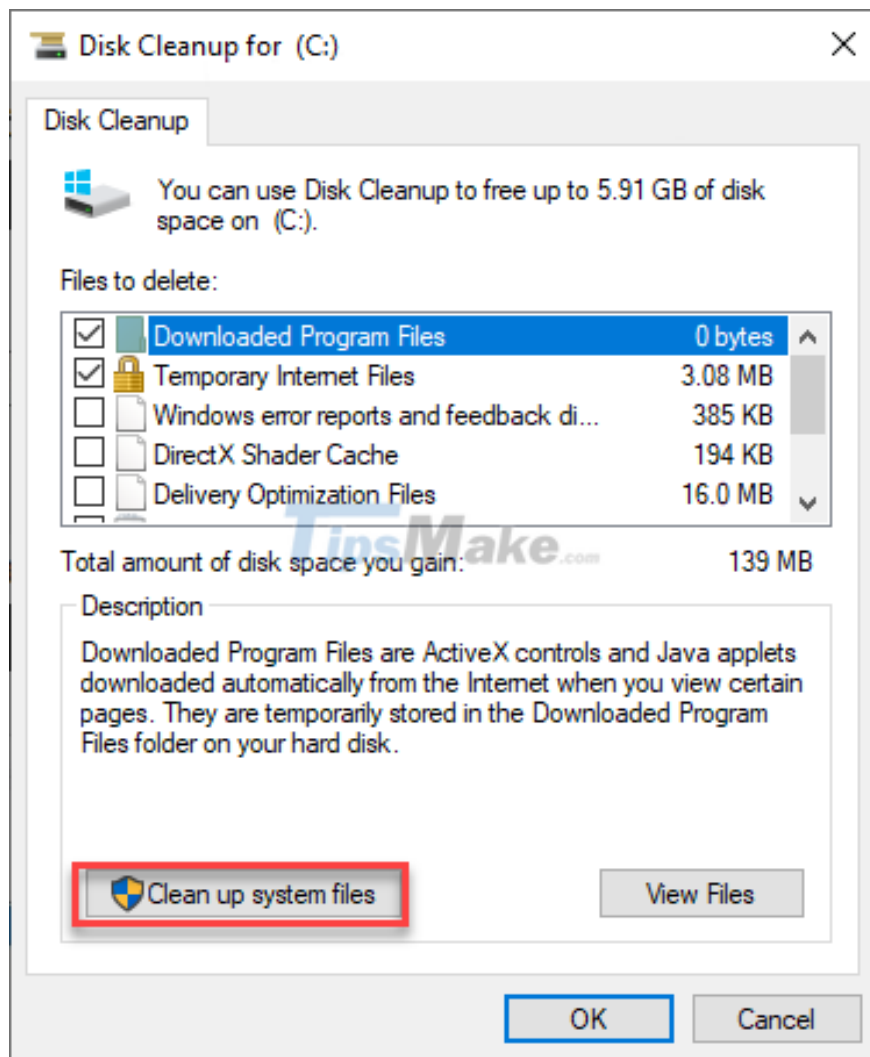 Disk Cleanup for (C:)
Disk Cleanup
You can use Disk Cleanup to free up to 5.91 GB of disk
space on (C:).
Files to delete:
Downloaded Program Files 0 bytes
Temporary Internet Files 3.08 MB
Windows error reports and feedback di... 385 KB
DirectX Shader Cache 194 KB
Delivery Optimization Files 16.0 MB
TipsMake.com
Total amount of disk space you gain: 139 MB
Description
Downloaded Program Files are ActiveX controls and Java applets
downloaded automatically from the Internet when you view certain
pages. They are temporarily stored in the Downloaded Program
Files folder on your hard disk.
Clean up system files View Files
OK Cancel